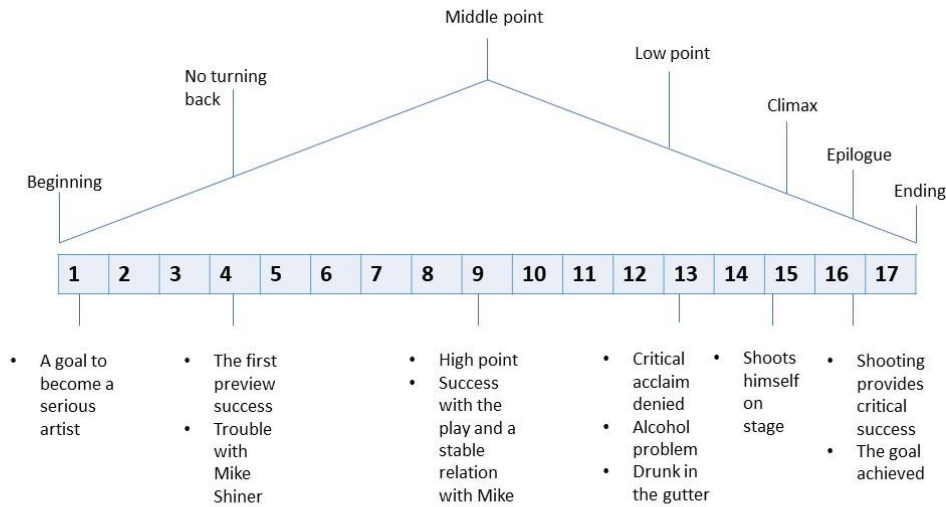 Middle point
Low point
No turning
back
Climax
Epilogue
Beginning
Ending
1 2 3 4 5 6 7 8 9 10 11 12 13 14 15 16 17
• A goal to
become a
serious
artist
• The first
preview
success
• Trouble
with
Mike
Shiner
• High point
• Success
with the
play and a
stable
relation
with Mike
• Critical
acclaim
denied
• Alcohol
problem
• Drunk in
the gutter
• Shoots
himself
on
stage
• Shooting
provides
critical
success
• The goal
achieved